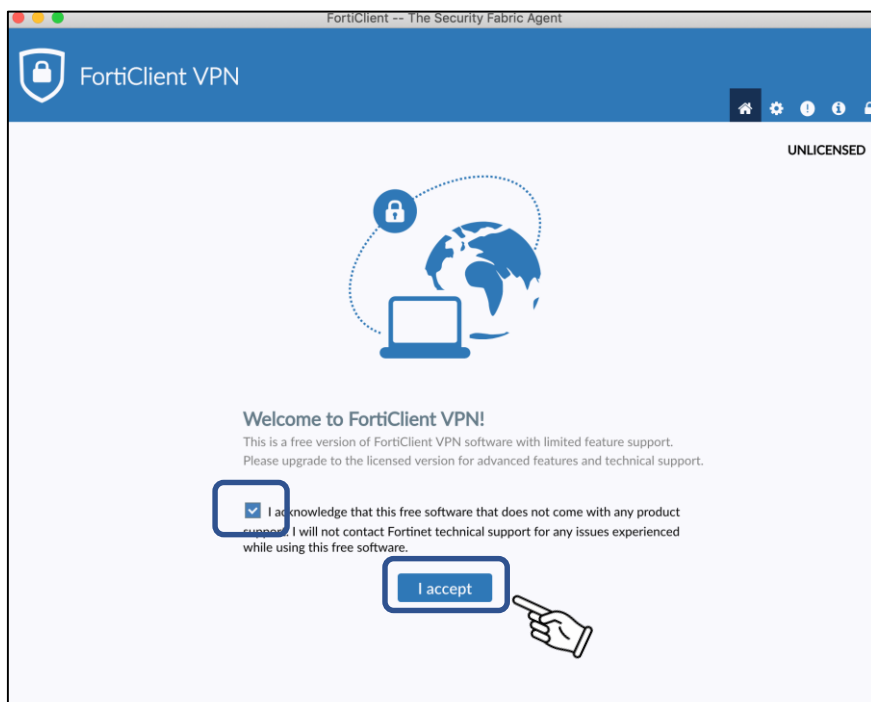 FortiClient -- The Security Fabric Agent
FortiClient VPN
UNLICENSED
Welcome to FortiClient VPN!
This is a free version of FortiClient VPN software with limited feature support.
Please upgrade to the licensed version for advanced features and technical support.
I acknowledge that this free software that does not come with any product
support. I will not contact Fortinet technical support for any issues experienced
while using this free software.
I accept